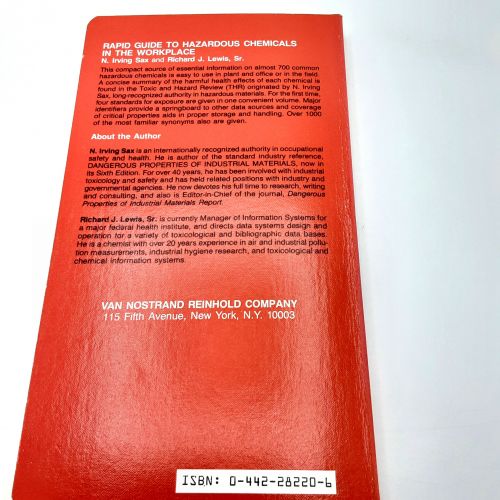 RAPID GUIDE TO HAZARDOUS CHEMICALS
IN THE WORKPLACE
N. Irving Sax and Richard J. Lewis, Sr.
This compact source of essential information on almost 700 common
hazardous chemicals is easy to use in plant and office or in the field.
A concise summary of the harmful health effects of each chemical is
found in the Toxic and Hazard Review (THR) originated by N. Irving
Sax, long-recognized authority in hazardous materials. For the first time,
four standards for exposure are given in one convenient volume. Major
identifiers provide a springboard to other data sources and coverage
of critical properties aids in proper storage and handling. Over 1000
of the most familiar synonyms also are given.
About the Author
N. Irving Sax is an internationally recognized authority in occupational
safety and health. He is author of the standard industry reference,
DANGEROUS PROPERTIES OF INDUSTRIAL MATERIALS, now in
its Sixth Edition. For over 40 years, he has been involved with industrial
toxicology and safety and has held related positions with industry and
governmental agencies. He now devotes his full time to research, writing
and consulting, and also is Editor-in-Chief of the journal, Dangerous
Properties of Industrial Materials Report.
Richard J. Lewis, Sr. is currently Manager of Information Systems for
a major federal health institute, and directs data systems design and
operation for a variety of toxicological and bibliographic data bases.
He is a chemist with over 20 years experience in air and industrial pollu-
tion measurements, industrial hygiene research, and toxicological and
chemical information systems.
VAN NOSTRAND REINHOLD COMPANY
115 Fifth Avenue, New York, N.Y. 10003
ISBN: 0-442-28220-6